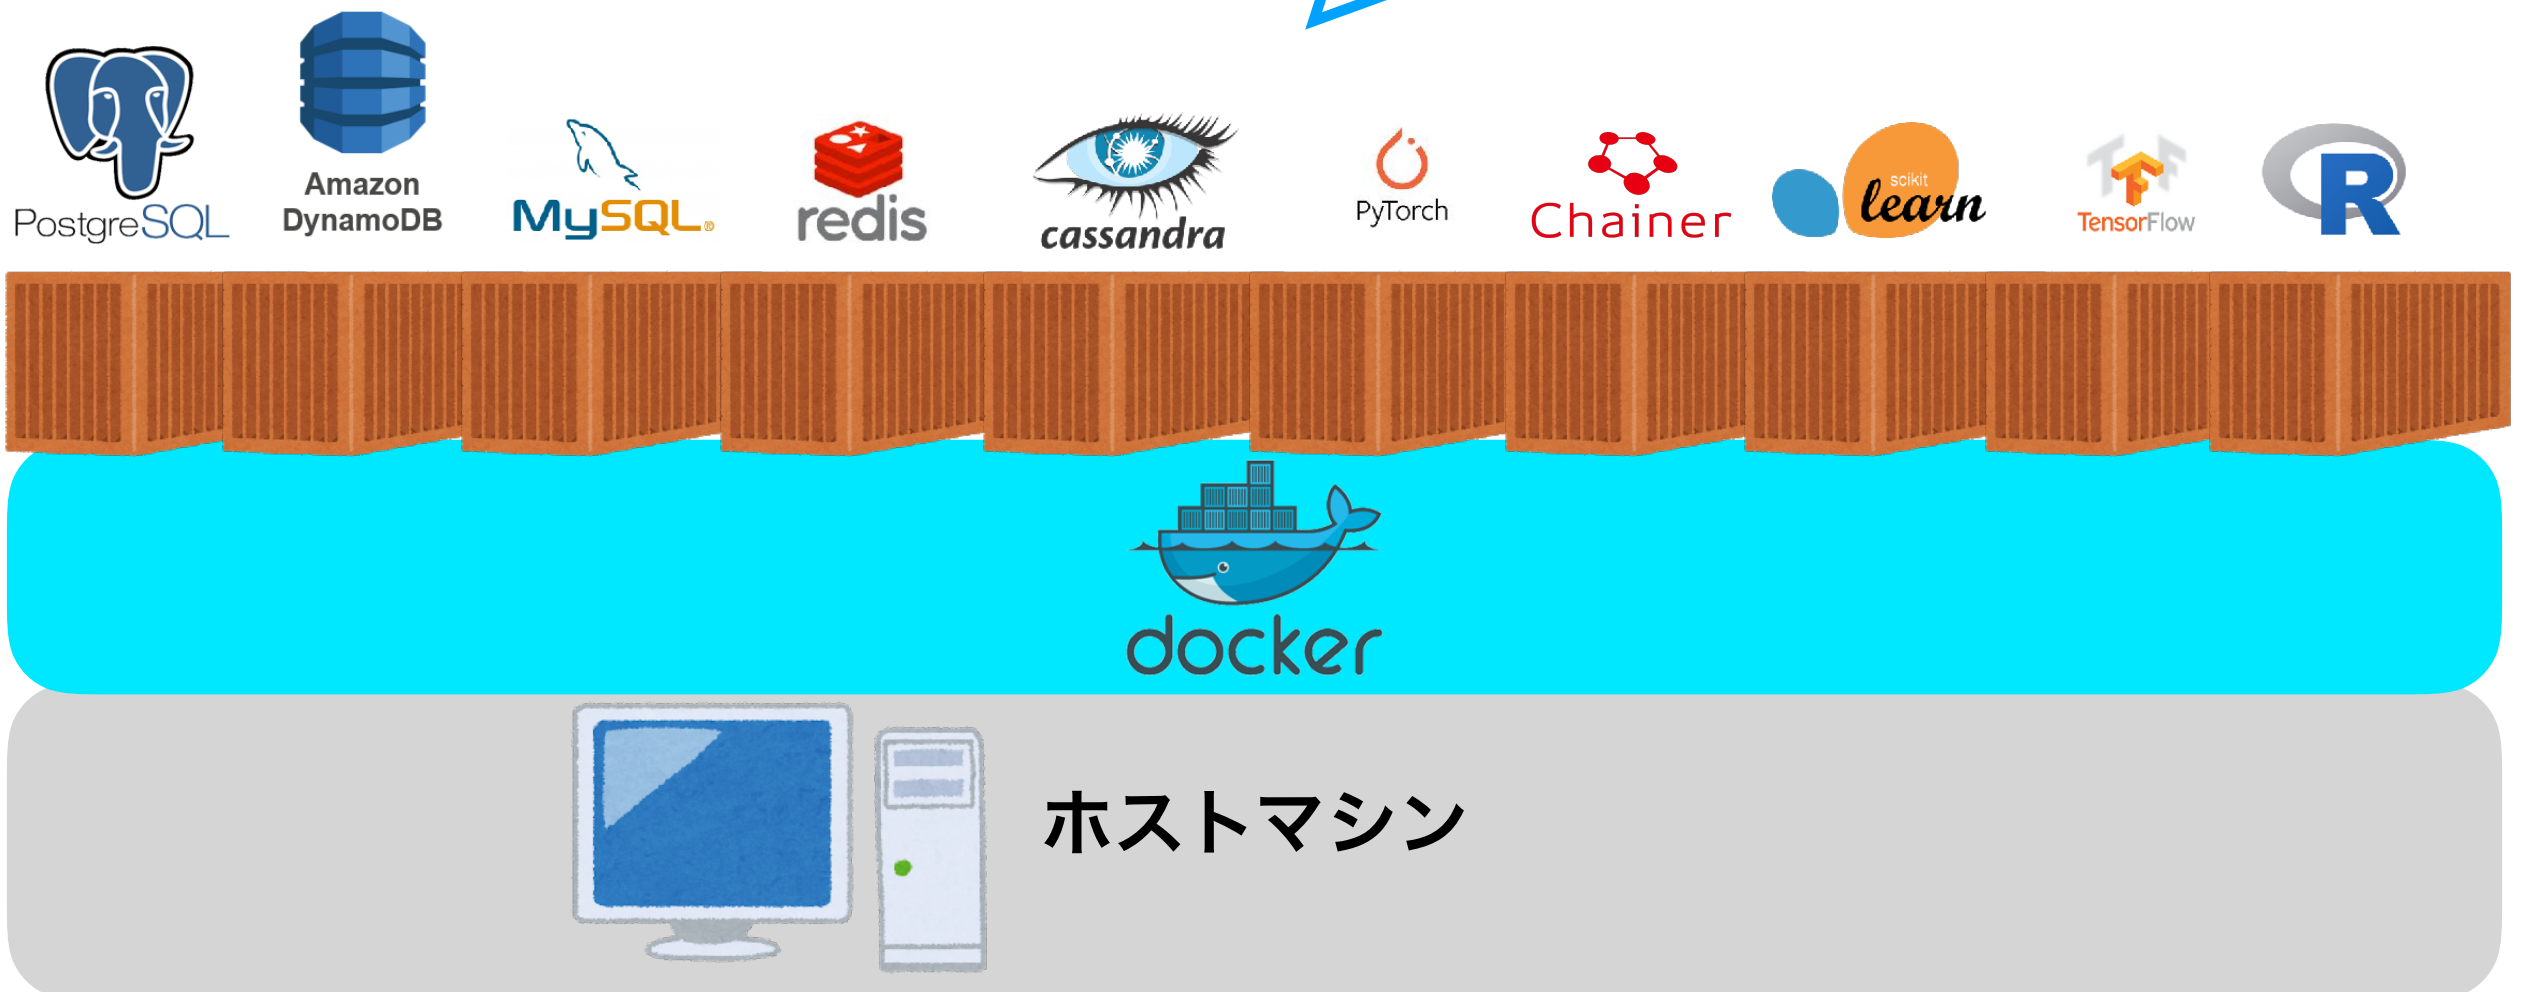 PostgreSQL
Amazon
DynamoDB
MySQL®
redis
cassandra
PyTorch
Chainer
scikit
learn
TensorFlow
R
docker
ホストマシン